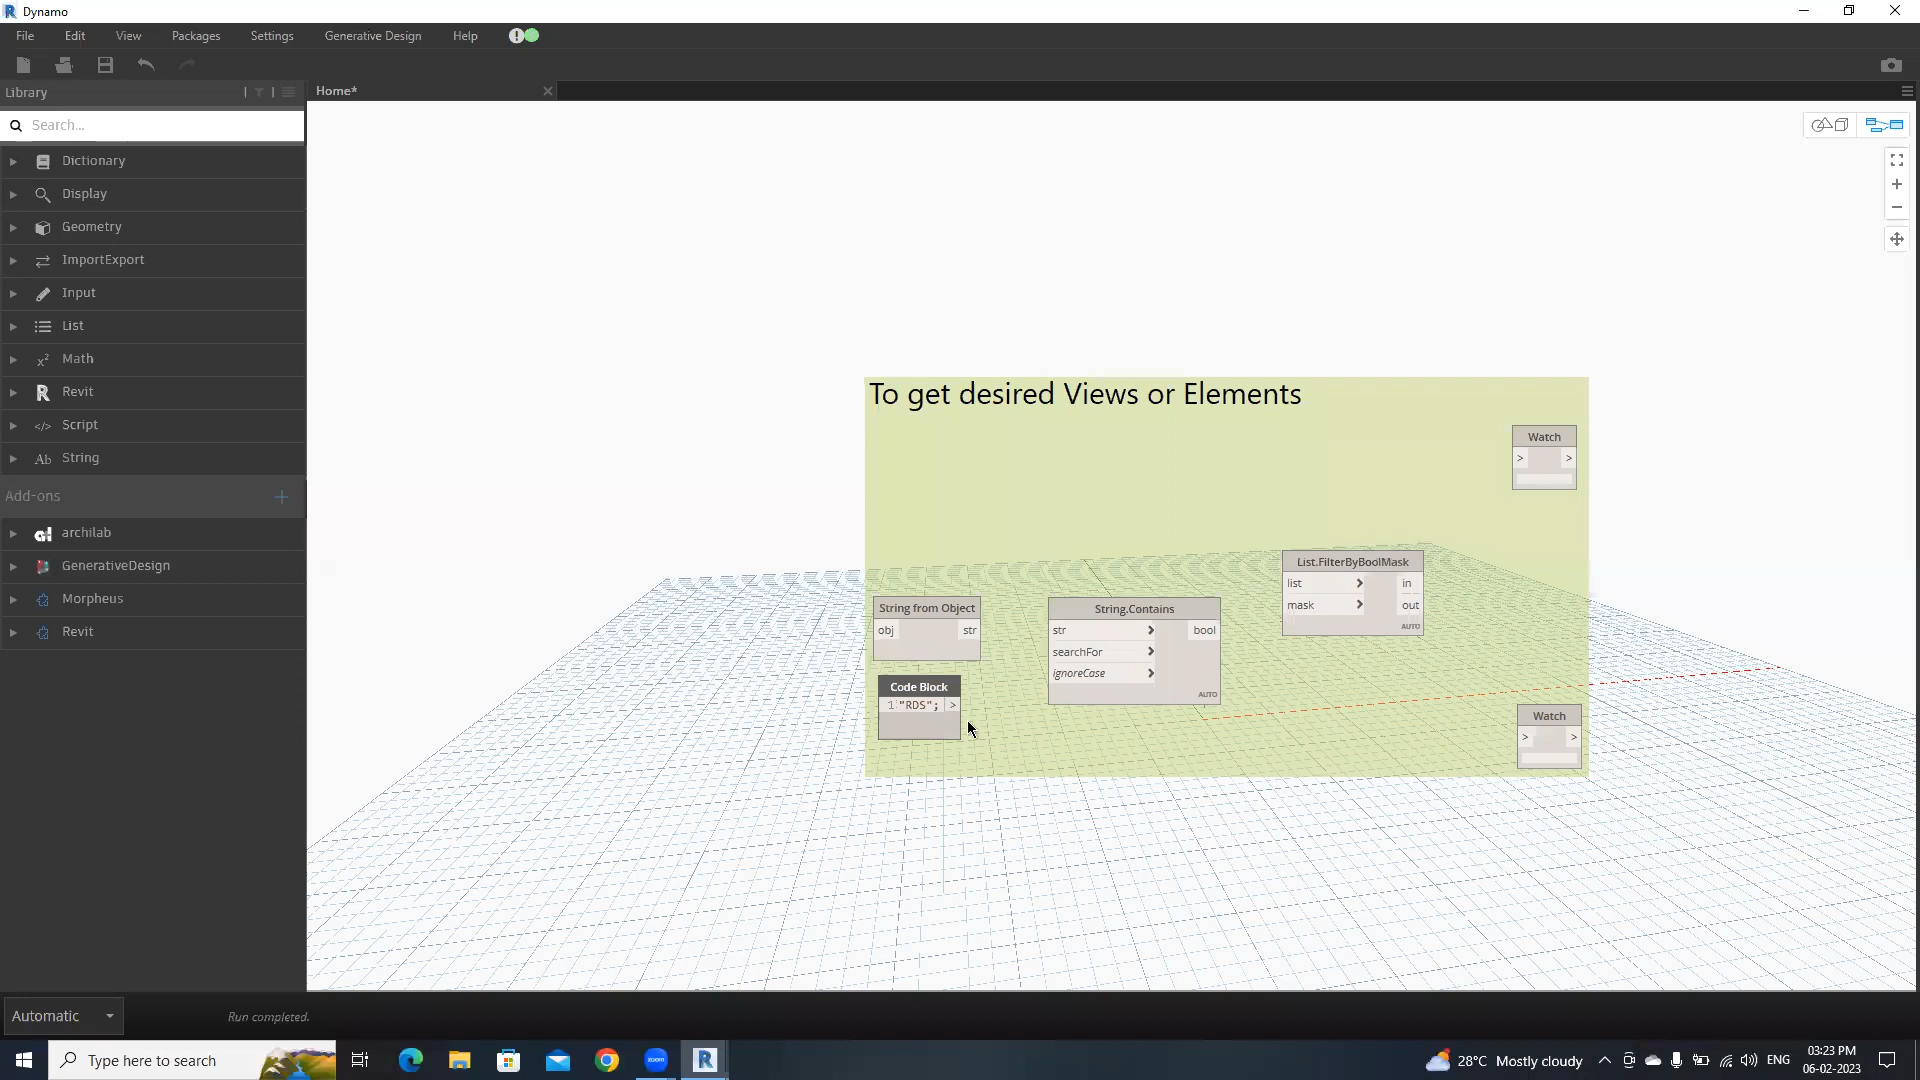 Dynamo
File Edit View Packages Settings Generative Design Help
Library
Home*
Search...
Dictionary
Display
Geometry
ImportExport
Input
List
Math
Revit
Script
String
Add-ons
archilab
GenerativeDesign
Morpheus
Revit
To get desired Views or Elements
Watch
> >
List.FilterByBoolMask
list > in
mask > out
AUTO
String from Object
obj str
String.Contains
str > bool
searchFor >
ignoreCase >
AUTO
Code Block
1 "RDS"; >
Watch
> >
Automatic
Run completed.
Type here to search
zoom
28°C Mostly cloudy
ENG
03:23 PM
06-02-2023